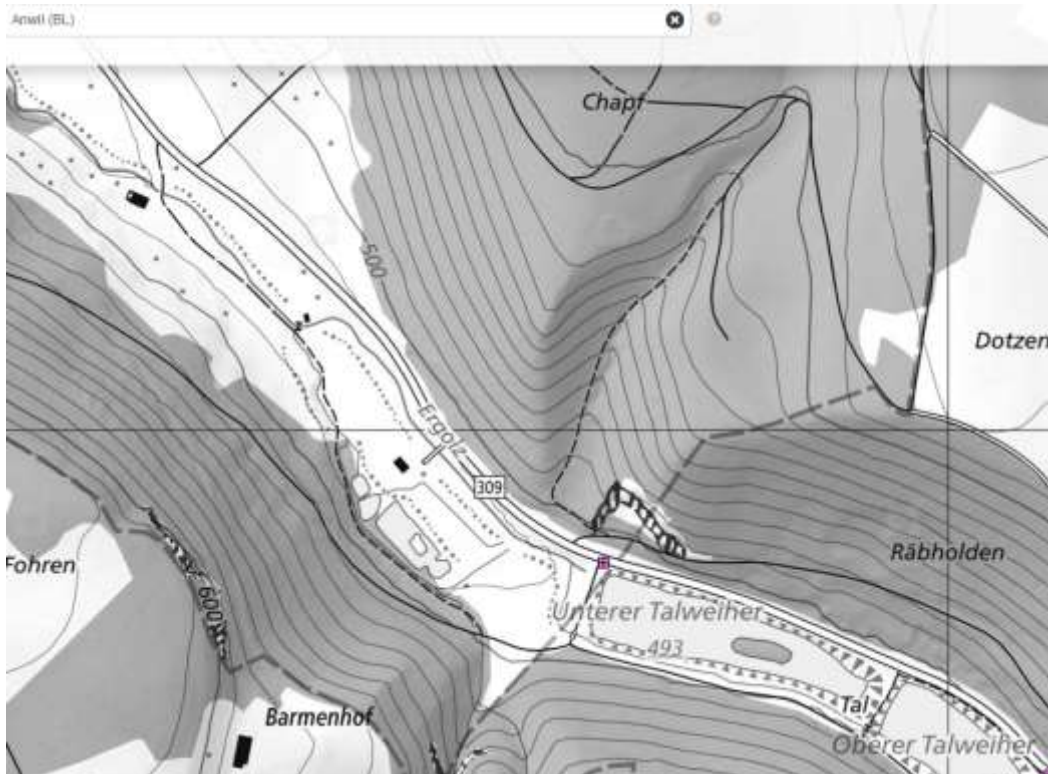 Anwil (BL)
Chapf
500
Dotzen
Ergolz
309
Räbholden
Fohren
600
Unterer Talweiher
493
Barmenhof
Tal
Oberer Talweiher